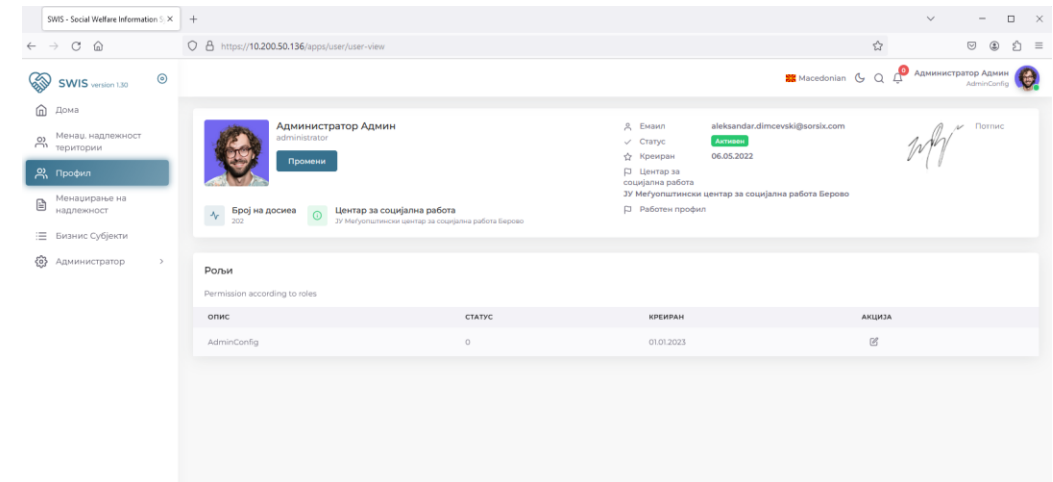 SWIS - Social Welfare Information S
https://10.200.50.136/apps/user/user-view
SWIS version 1.30
Macedonian
9
Администратор Админ
AdminConfig
Дома
Менаџ. надлежност територии
Профил
Менаџирање на надлежност
Бизнис Субјекти
Администратор
Администратор Админ
administrator
Промени
Број на досиеа
202
Центар за социјална работа
ЈУ Меѓуопштински центар за социјална работа Берово
Емаил aleksandar.dimcevski@sorsix.com
Статус Активен
Креиран 06.05.2022
Центар за
социјална работа
ЈУ Меѓуопштински центар за социјална работа Берово
Работен профил
Потпис
Рољи
Permission according to roles
ОПИС СТАТУС КРЕИРАН АКЦИЈА
AdminConfig 0 01.01.2023